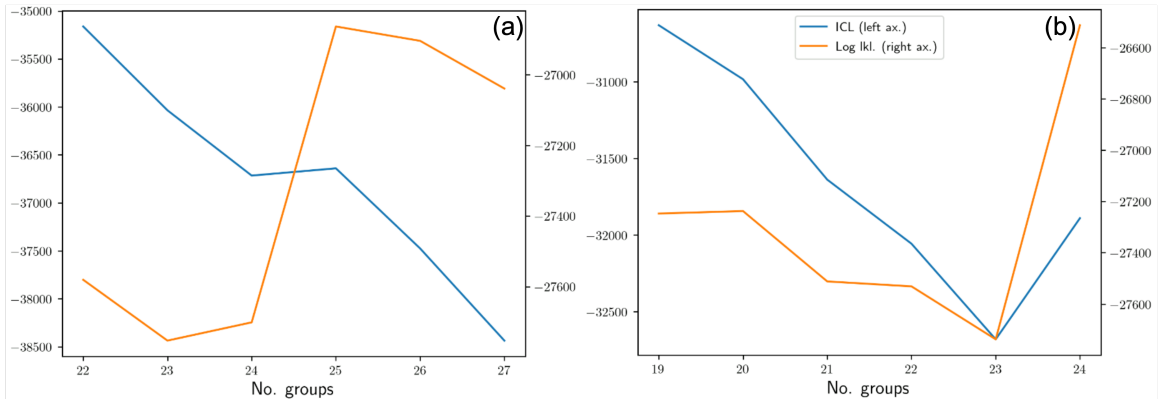 (a)
−35000
−35500
−36000
−36500
−37000
−37500
−38000
−38500
−27000
−27200
−27400
−27600
22 23 24 25 26 27
No. groups
(b)
ICL (left ax.)
Log lkl. (right ax.)
−31000
−31500
−32000
−32500
−26600
−26800
−27000
−27200
−27400
−27600
19 20 21 22 23 24
No. groups